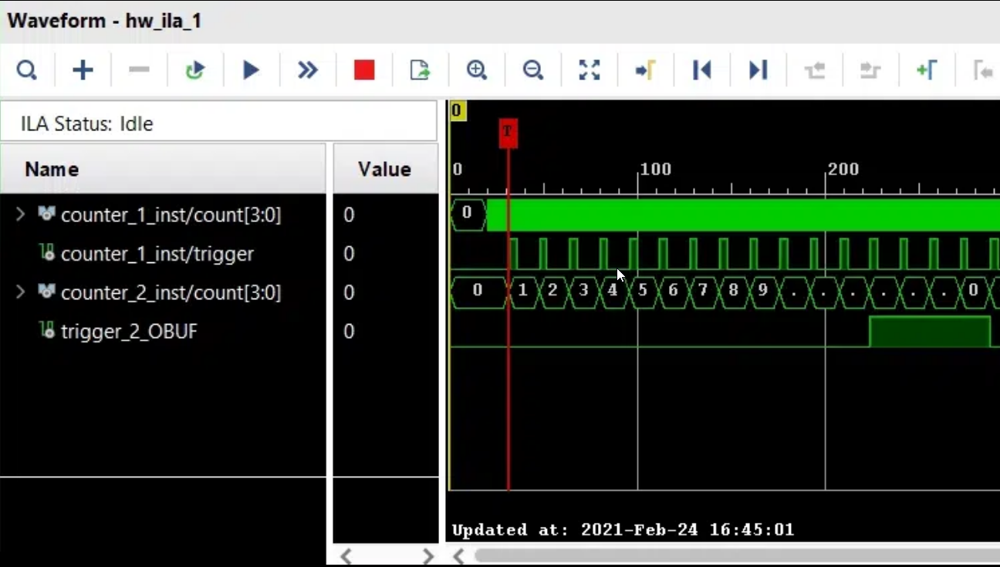 Waveform - hw_ila_1
ILA Status: Idle
0
T
Name Value
0 100 200
counter_1_inst/count[3:0] 0 0
counter_1_inst/trigger 0
counter_2_inst/count[3:0] 0 0 1 2 3 4 5 6 7 8 9 . . . . . . 0
trigger_2_OBUF 0
Updated at: 2021-Feb-24 16:45:01